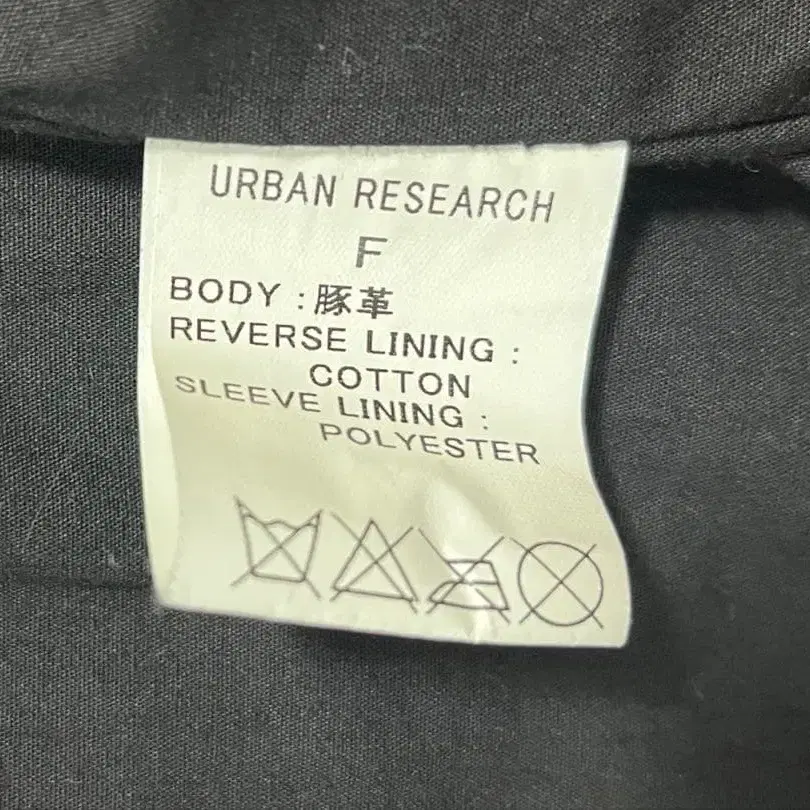 URBAN RESEARCH
F
BODY : 豚革
REVERSE LINING :
COTTON
SLEEVE LINING :
POLYESTER